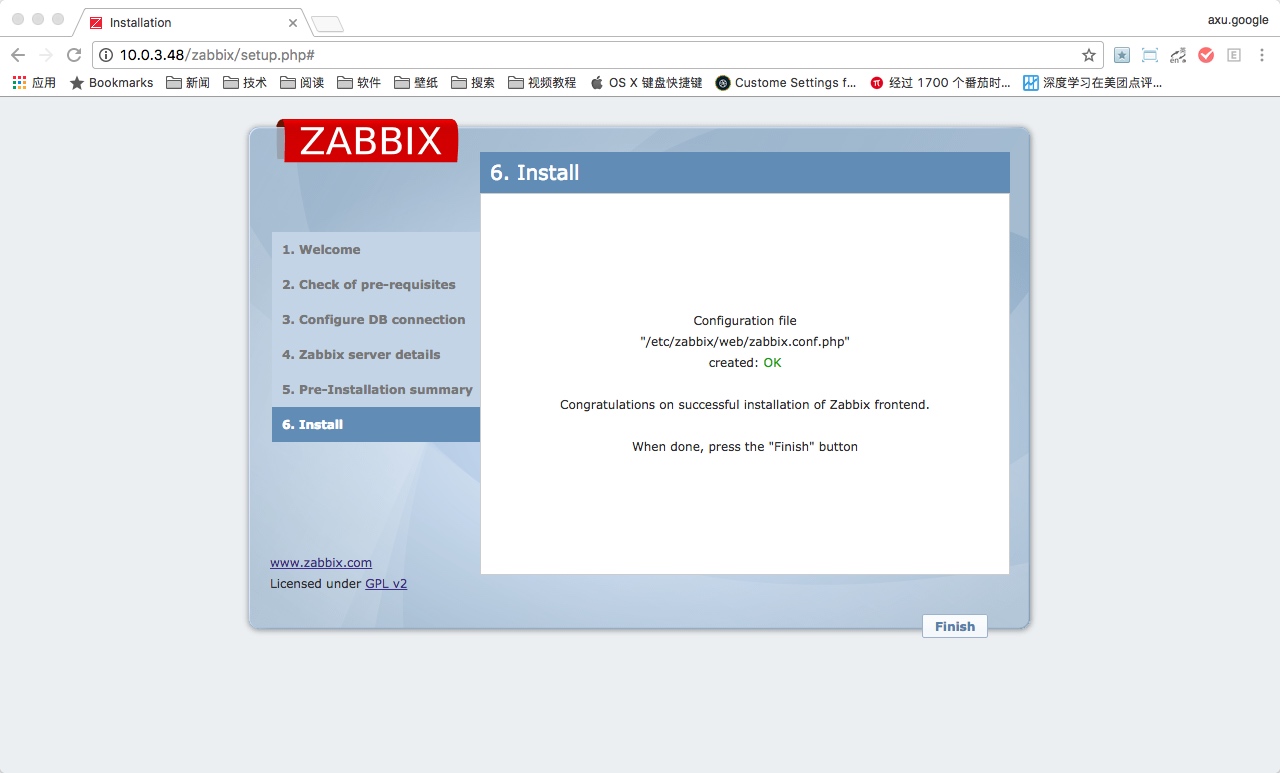 Installation
axu.google
10.0.3.48/zabbix/setup.php#
en
E
应用
Bookmarks
新闻
技术
阅读
软件
壁纸
搜索
视频教程
OS X 键盘快捷键
Custome Settings f...
经过 1700 个番茄时...
深度学习在美团点评...
ZABBIX
6. Install
1. Welcome
2. Check of pre-requisites
3. Configure DB connection
4. Zabbix server details
5. Pre-Installation summary
6. Install
Configuration file
"/etc/zabbix/web/zabbix.conf.php"
created: OK
Congratulations on successful installation of Zabbix frontend.
When done, press the "Finish" button
www.zabbix.com
Licensed under GPL v2
Finish